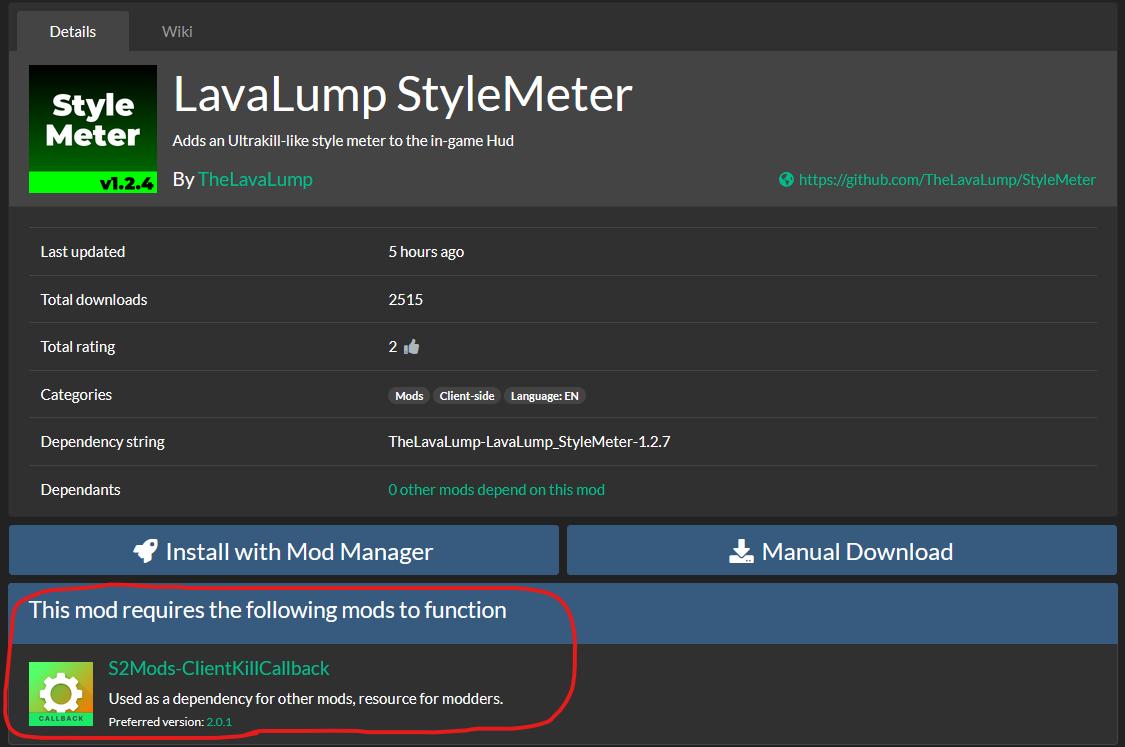 Details
Wiki
Style
Meter
v1.2.4
LavaLump StyleMeter
Adds an Ultrakill-like style meter to the in-game Hud
By TheLavaLump
https://github.com/TheLavaLump/StyleMeter
Last updated 5 hours ago
Total downloads 2515
Total rating 2
Categories Mods Client-side Language: EN
Dependency string TheLavaLump-LavaLump_StyleMeter-1.2.7
Dependants 0 other mods depend on this mod
Install with Mod Manager
Manual Download
This mod requires the following mods to function
CALLBACK
S2Mods-ClientKillCallback
Used as a dependency for other mods, resource for modders.
Preferred version: 2.0.1